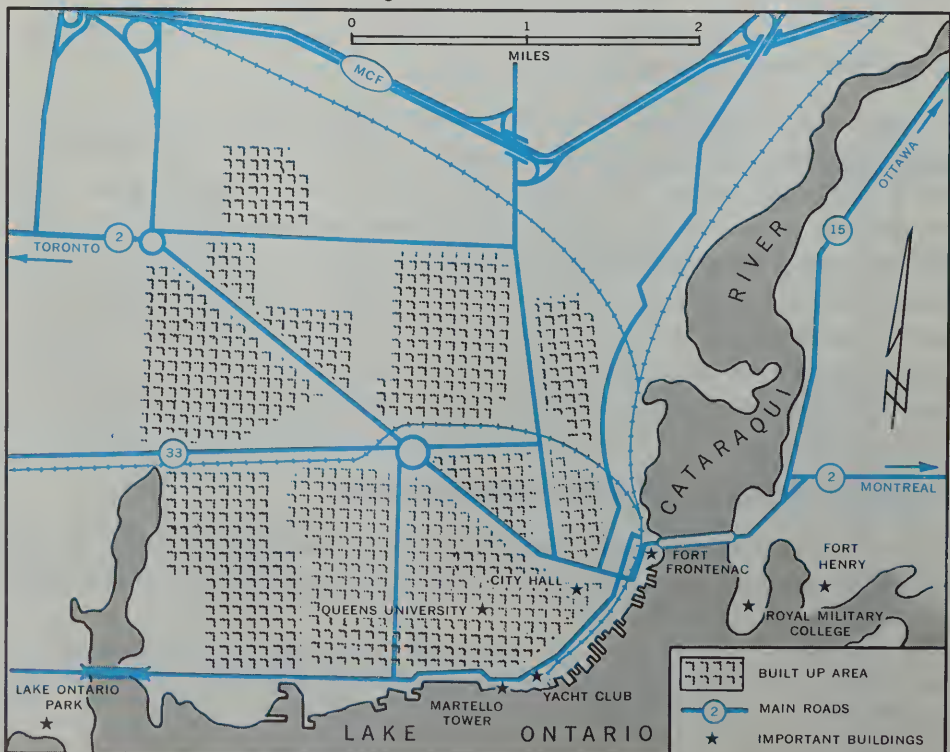 0 1 2
MILES
MCF
TORONTO
2
OTTAWA
15
CATARAQUI RIVER
33
2
MONTREAL
FORT
FRONTENAC
FORT
HENRY
CITY HALL
QUEENS UNIVERSITY
ROYAL MILITARY
COLLEGE
LAKE ONTARIO
PARK
MARTELLO
TOWER
YACHT CLUB
LAKE ONTARIO
BUILT UP AREA
2
MAIN ROADS
IMPORTANT BUILDINGS